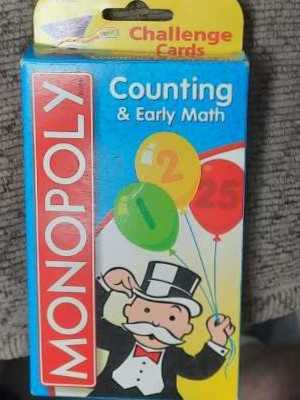 Challenge
Cards
MONOPOLY
Counting
& Early Math
2
1
25